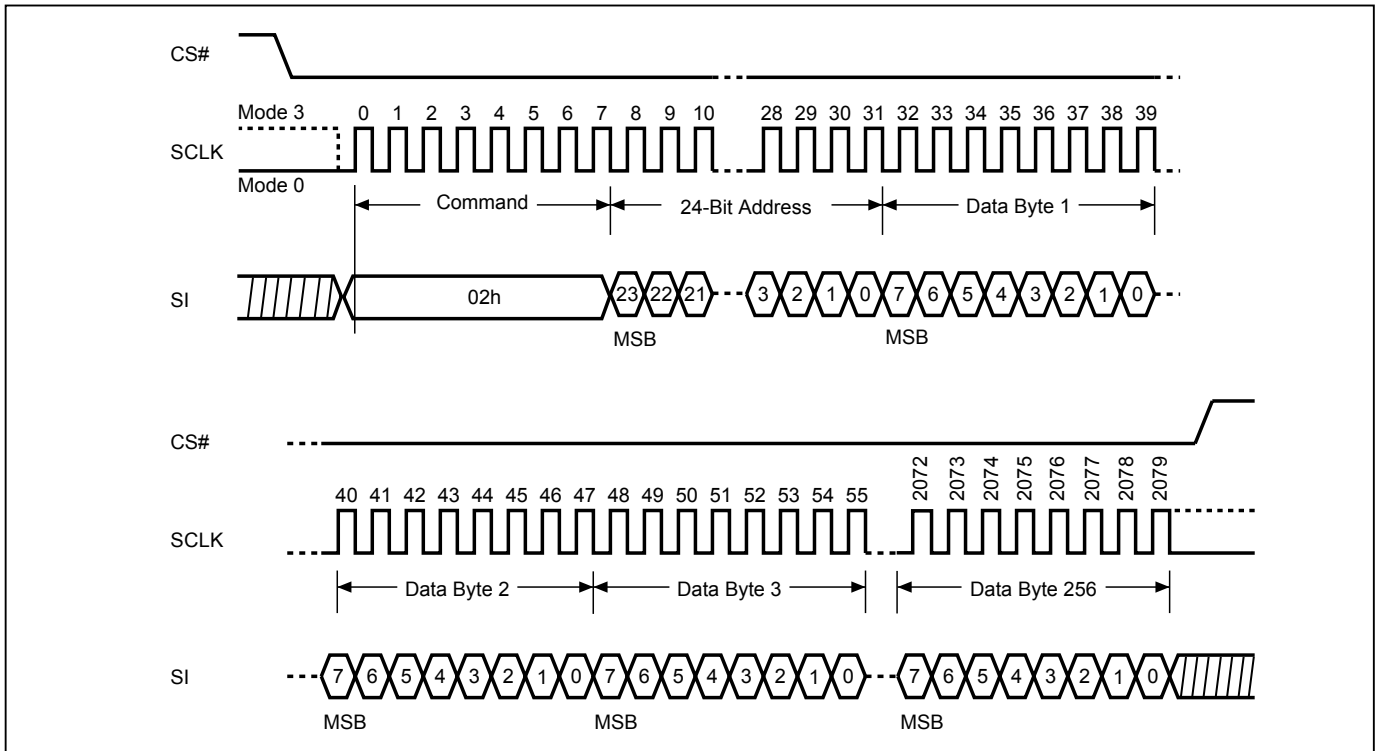 CS#
Mode 3
0 1 2 3 4 5 6 7 8 9 10 28 29 30 31 32 33 34 35 36 37 38 39
SCLK
Mode 0
Command 24-Bit Address Data Byte 1
SI 02h 23 22 21 3 2 1 0 7 6 5 4 3 2 1 0
MSB MSB
CS#
40 41 42 43 44 45 46 47 48 49 50 51 52 53 54 55 2072 2073 2074 2075 2076 2077 2078 2079
SCLK
Data Byte 2 Data Byte 3 Data Byte 256
SI 7 6 5 4 3 2 1 0 7 6 5 4 3 2 1 0 7 6 5 4 3 2 1 0
MSB MSB MSB